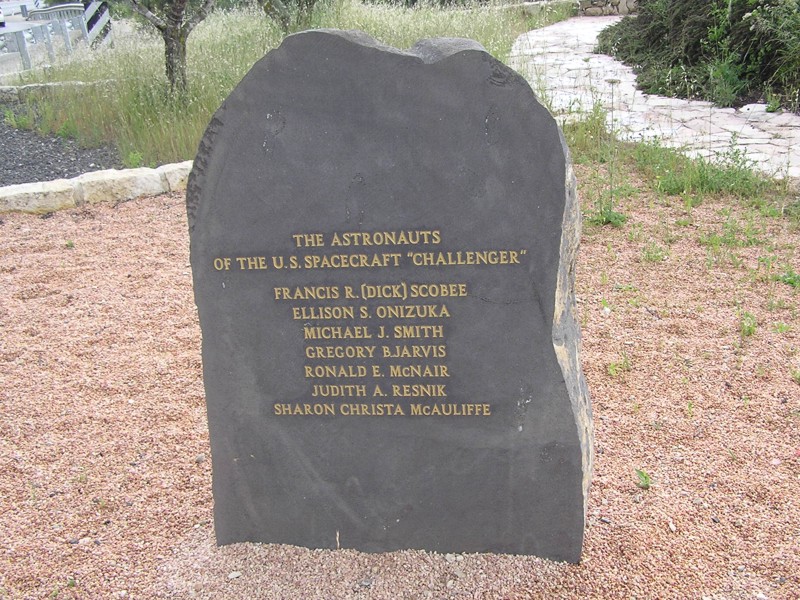 THE ASTRONAUTS
OF THE U.S. SPACECRAFT "CHALLENGER"
FRANCIS R. (DICK) SCOBEE
ELLISON S. ONIZUKA
MICHAEL J. SMITH
GREGORY B. JARVIS
RONALD E. McNAIR
JUDITH A. RESNIK
SHARON CHRISTA McAULIFFE